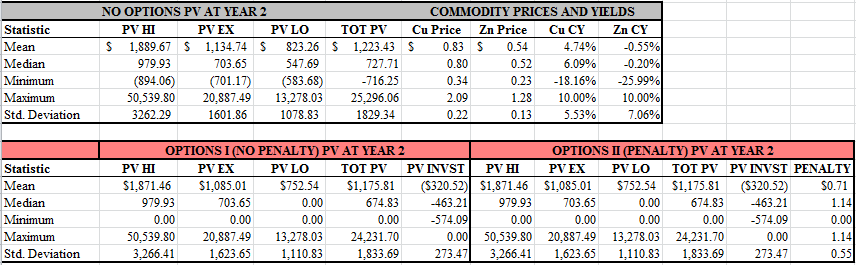 NO OPTIONS PV AT YEAR 2 COMMODITY PRICES AND YIELDS
Statistic PV HI PV EX PV LO TOT PV Cu Price Zn Price Cu CY Zn CY
Mean $ 1,889.67 $ 1,134.74 $ 823.26 $ 1,223.43 $ 0.83 $ 0.54 4.74% -0.55%
Median 979.93 703.65 547.69 727.71 0.80 0.52 6.09% -0.20%
Minimum (894.06) (701.17) (583.68) -716.25 0.34 0.23 -18.16% -25.99%
Maximum 50,539.80 20,887.49 13,278.03 25,296.06 2.09 1.28 10.00% 10.00%
Std. Deviation 3262.29 1601.86 1078.83 1829.34 0.22 0.13 5.53% 7.06%
OPTIONS I (NO PENALTY) PV AT YEAR 2 OPTIONS II (PENALTY) PV AT YEAR 2
Statistic PV HI PV EX PV LO TOT PV PV INVST PV HI PV EX PV LO TOT PV PV INVST PENALTY
Mean $1,871.46 $1,085.01 $752.54 $1,175.81 ($320.52) $1,871.46 $1,085.01 $752.54 $1,175.81 ($320.52) $0.71
Median 979.93 703.65 0.00 674.83 -463.21 979.93 703.65 0.00 674.83 -463.21 1.14
Minimum 0.00 0.00 0.00 0.00 -574.09 0.00 0.00 0.00 0.00 -574.09 0.00
Maximum 50,539.80 20,887.49 13,278.03 24,231.70 0.00 50,539.80 20,887.49 13,278.03 24,231.70 0.00 1.14
Std. Deviation 3,266.41 1,623.65 1,110.83 1,833.69 273.47 3,266.41 1,623.65 1,110.83 1,833.69 273.47 0.55